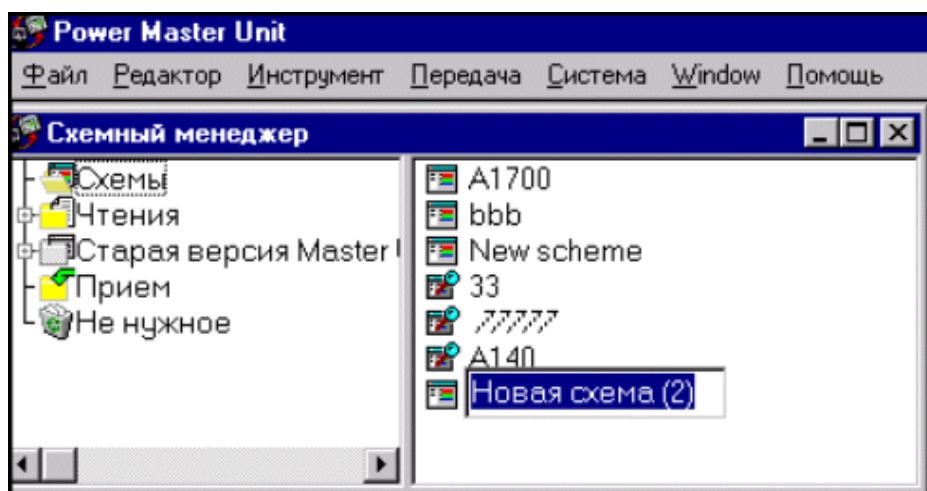 Power Master Unit
Файл Редактор Инструмент Передача Система Window Помощь
Схемный менеджер
Схемы
Чтения
Старая версия Master
Прием
Не нужное
A1700
bbb
New scheme
33
77777
A140
Новая схема (2)